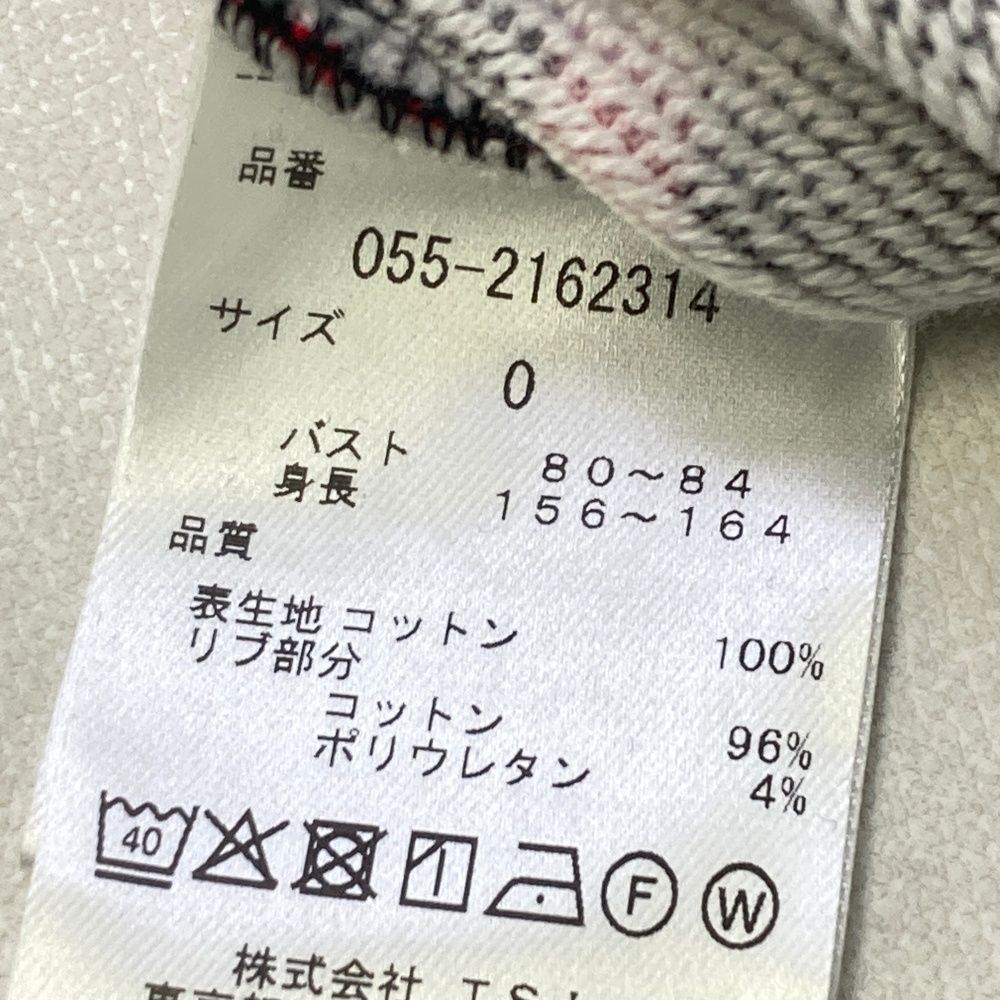 品番
055-2162314
サイズ
0
バスト 80～84
身長 156～164
品質
表生地 コットン 100%
リブ部分
コットン 96%
ポリウレタン 4%
40 F W
株式会社